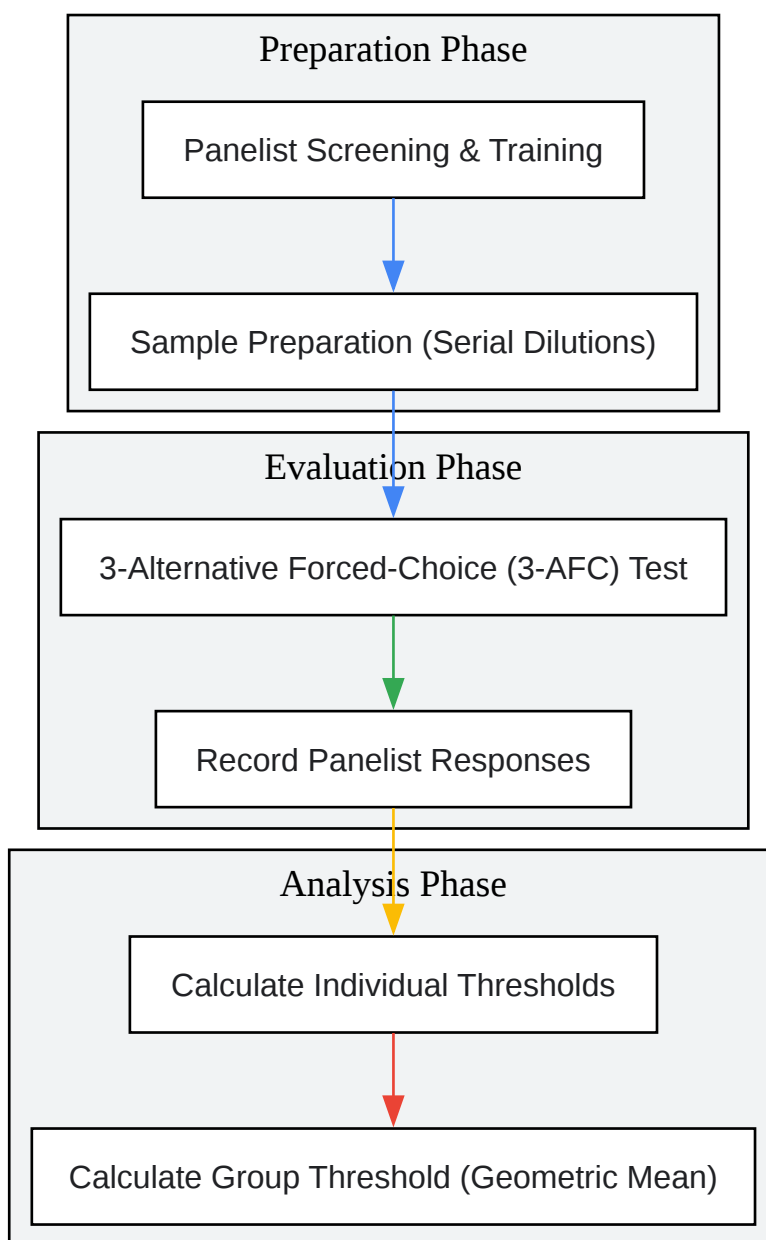 Preparation Phase
Panelist Screening & Training
Sample Preparation (Serial Dilutions)
Evaluation Phase
3-Alternative Forced-Choice (3-AFC) Test
Record Panelist Responses
Analysis Phase
Calculate Individual Thresholds
Calculate Group Threshold (Geometric Mean)